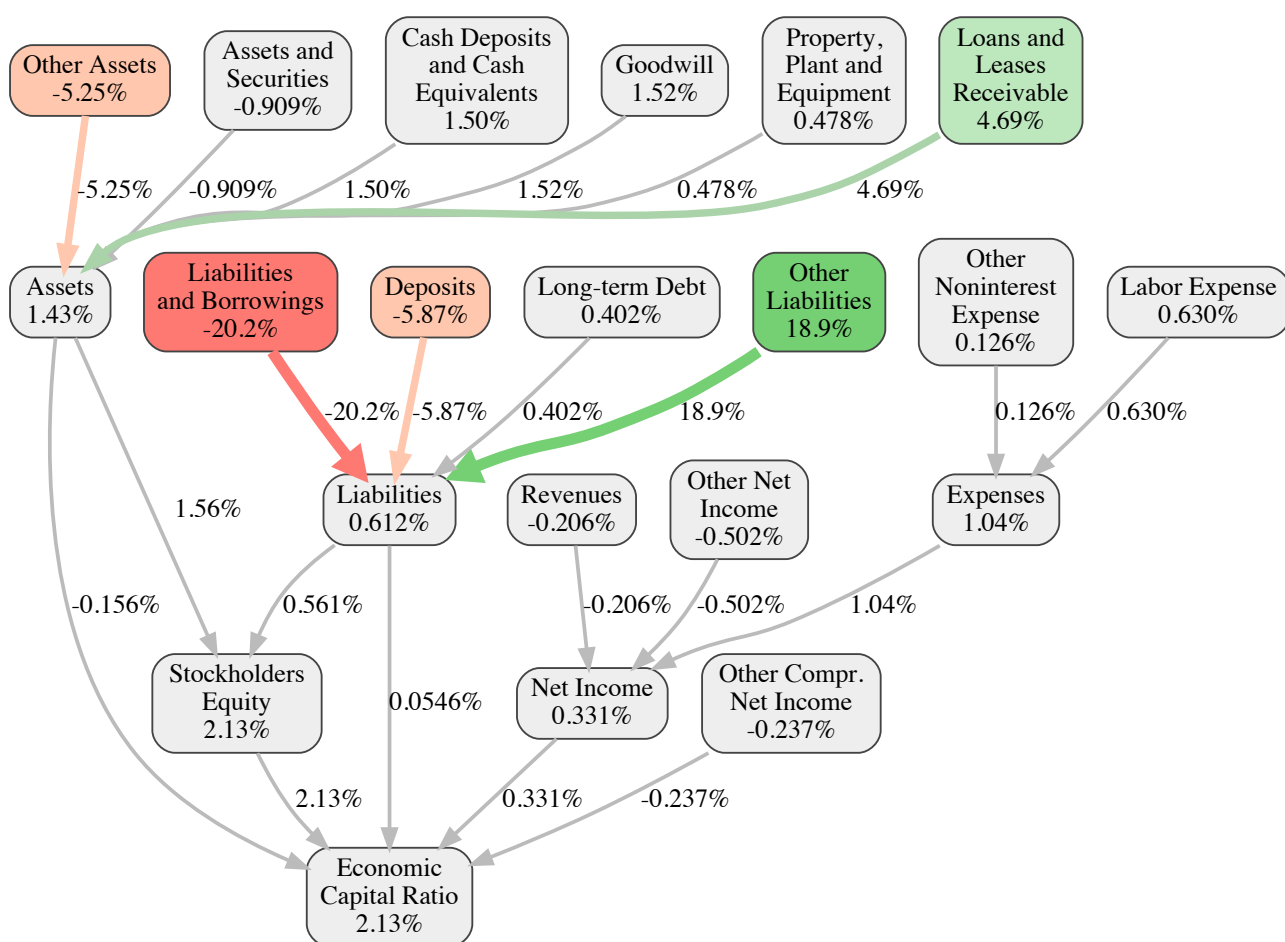 Other Assets
-5.25%
Assets and
Securities
-0.909%
Cash Deposits
and Cash
Equivalents
1.50%
Goodwill
1.52%
Property,
Plant and
Equipment
0.478%
Loans and
Leases
Receivable
4.69%
-5.25%
-0.909%
1.50%
1.52%
0.478%
4.69%
Assets
1.43%
Liabilities
and Borrowings
-20.2%
Deposits
-5.87%
Long-term Debt
0.402%
Other
Liabilities
18.9%
Other
Noninterest
Expense
0.126%
Labor Expense
0.630%
-20.2%
-5.87%
0.402%
18.9%
0.126%
0.630%
1.56%
Liabilities
0.612%
Revenues
-0.206%
Other Net
Income
-0.502%
Expenses
1.04%
-0.156%
0.561%
-0.206%
-0.502%
1.04%
Stockholders
Equity
2.13%
0.0546%
Net Income
0.331%
Other Compr.
Net Income
-0.237%
2.13%
0.331%
-0.237%
Economic
Capital Ratio
2.13%